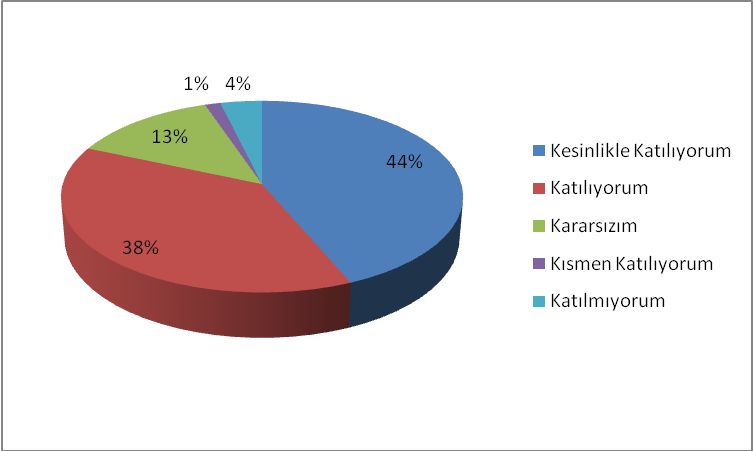 1% 4%
13%
44%
38%
Kesinlikle Katılıyorum
Katılıyorum
Kararsızım
Kısmen Katılıyorum
Katılmıyorum